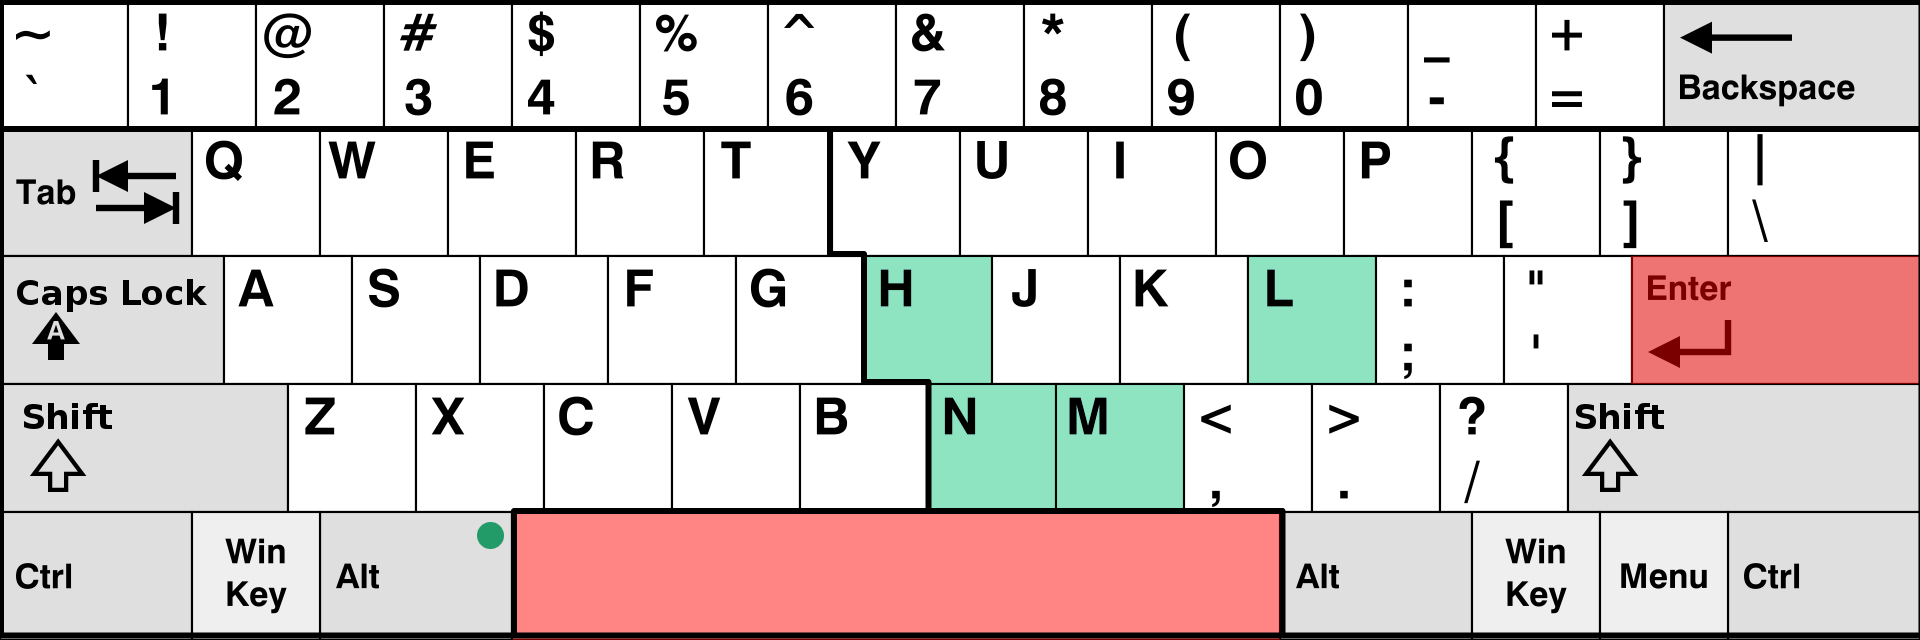 ~ ! @ # $ % ^ & * ( ) _ +
` 1 2 3 4 5 6 7 8 9 0 - = Backspace
Tab Q W E R T Y U I O P { } |
[ ] \
Caps Lock A S D F G H J K L : " Enter
A ; '
Shift Z X C V B N M < > ? Shift
, . /
Ctrl Win Key Alt Alt Win Key Menu Ctrl